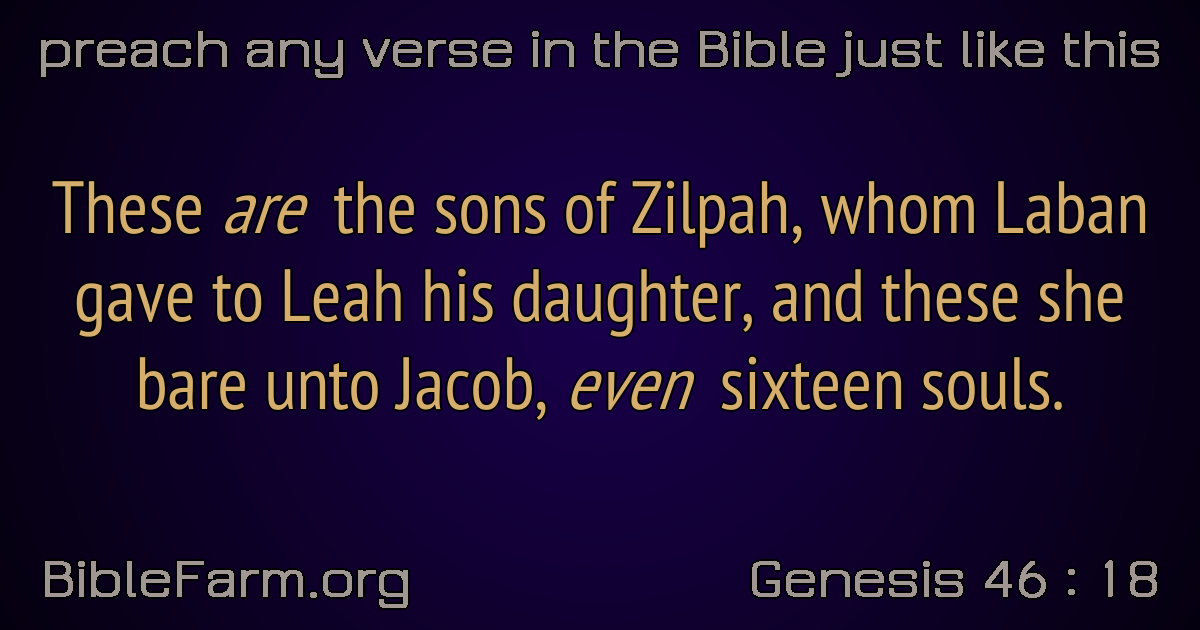 preach any verse in the Bible just like this
These are the sons of Zilpah, whom Laban
gave to Leah his daughter, and these she
bare unto Jacob, even sixteen souls.
BibleFarm.org
Genesis 46 : 18